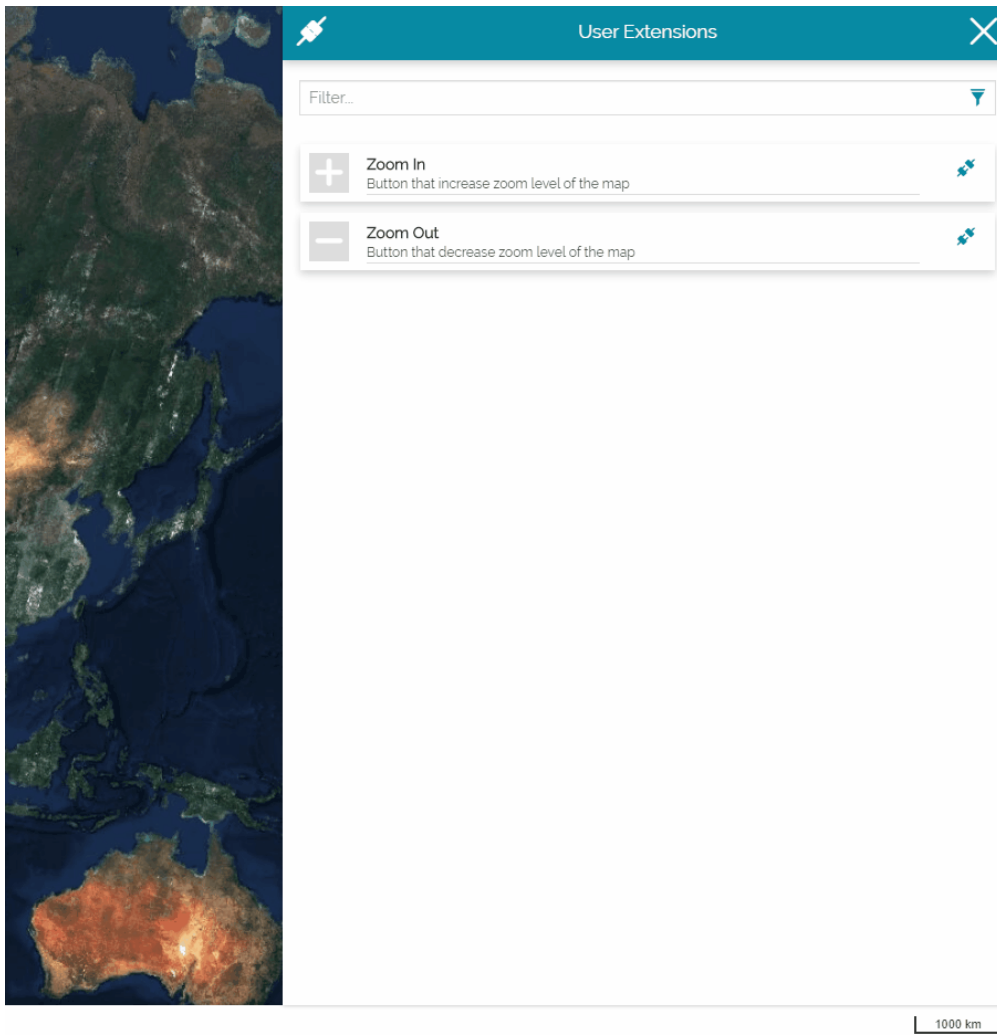 User Extensions
Filter...
Zoom In
Button that increase zoom level of the map
Zoom Out
Button that decrease zoom level of the map
1000 km